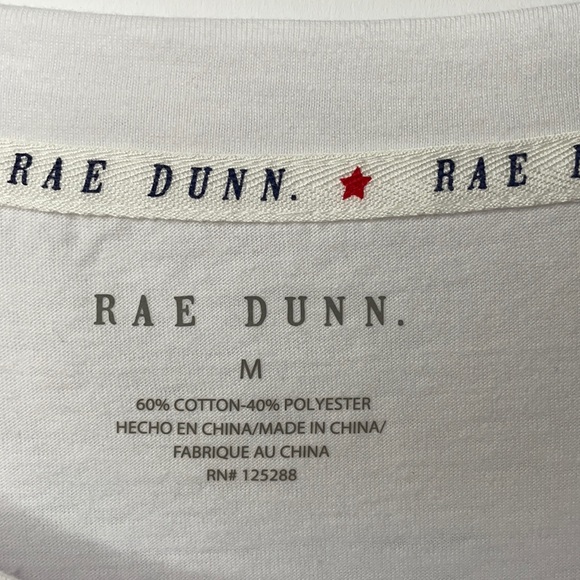 RAE DUNN. ★ RAE
RAE DUNN.
M
60% COTTON-40% POLYESTER
HECHO EN CHINA/MADE IN CHINA/
FABRIQUE AU CHINA
RN# 125288